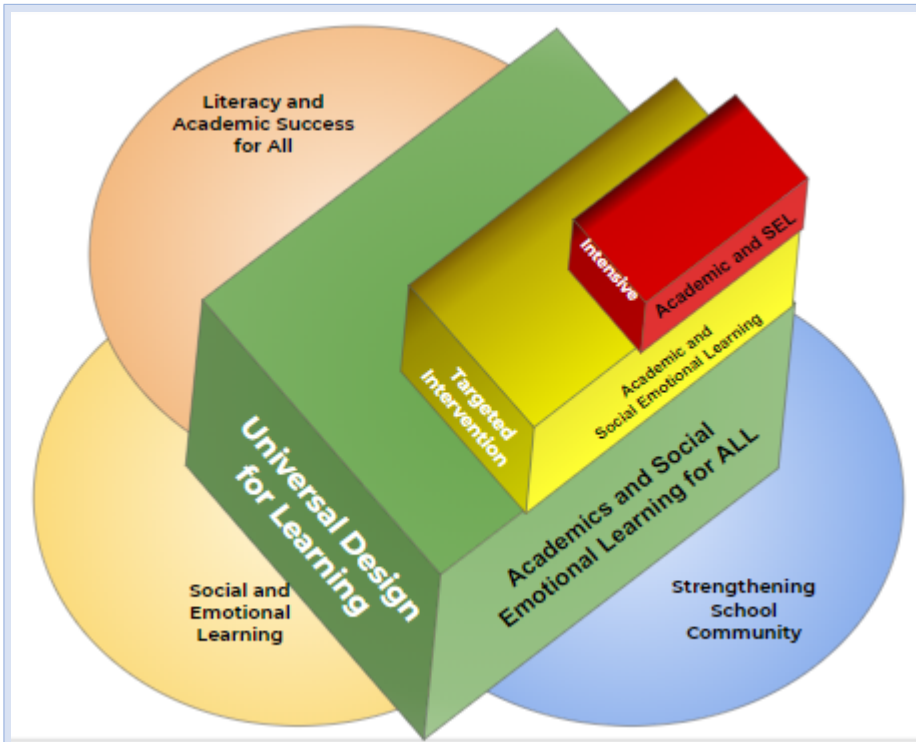 Literacy and
Academic Success
for All
Intensive
Academic and SEL
Targeted
Intervention
Academic and
Social Emotional Learning
Universal Design
for Learning
Academics and Social
Emotional Learning for ALL
Social and
Emotional
Learning
Strengthening
School
Community